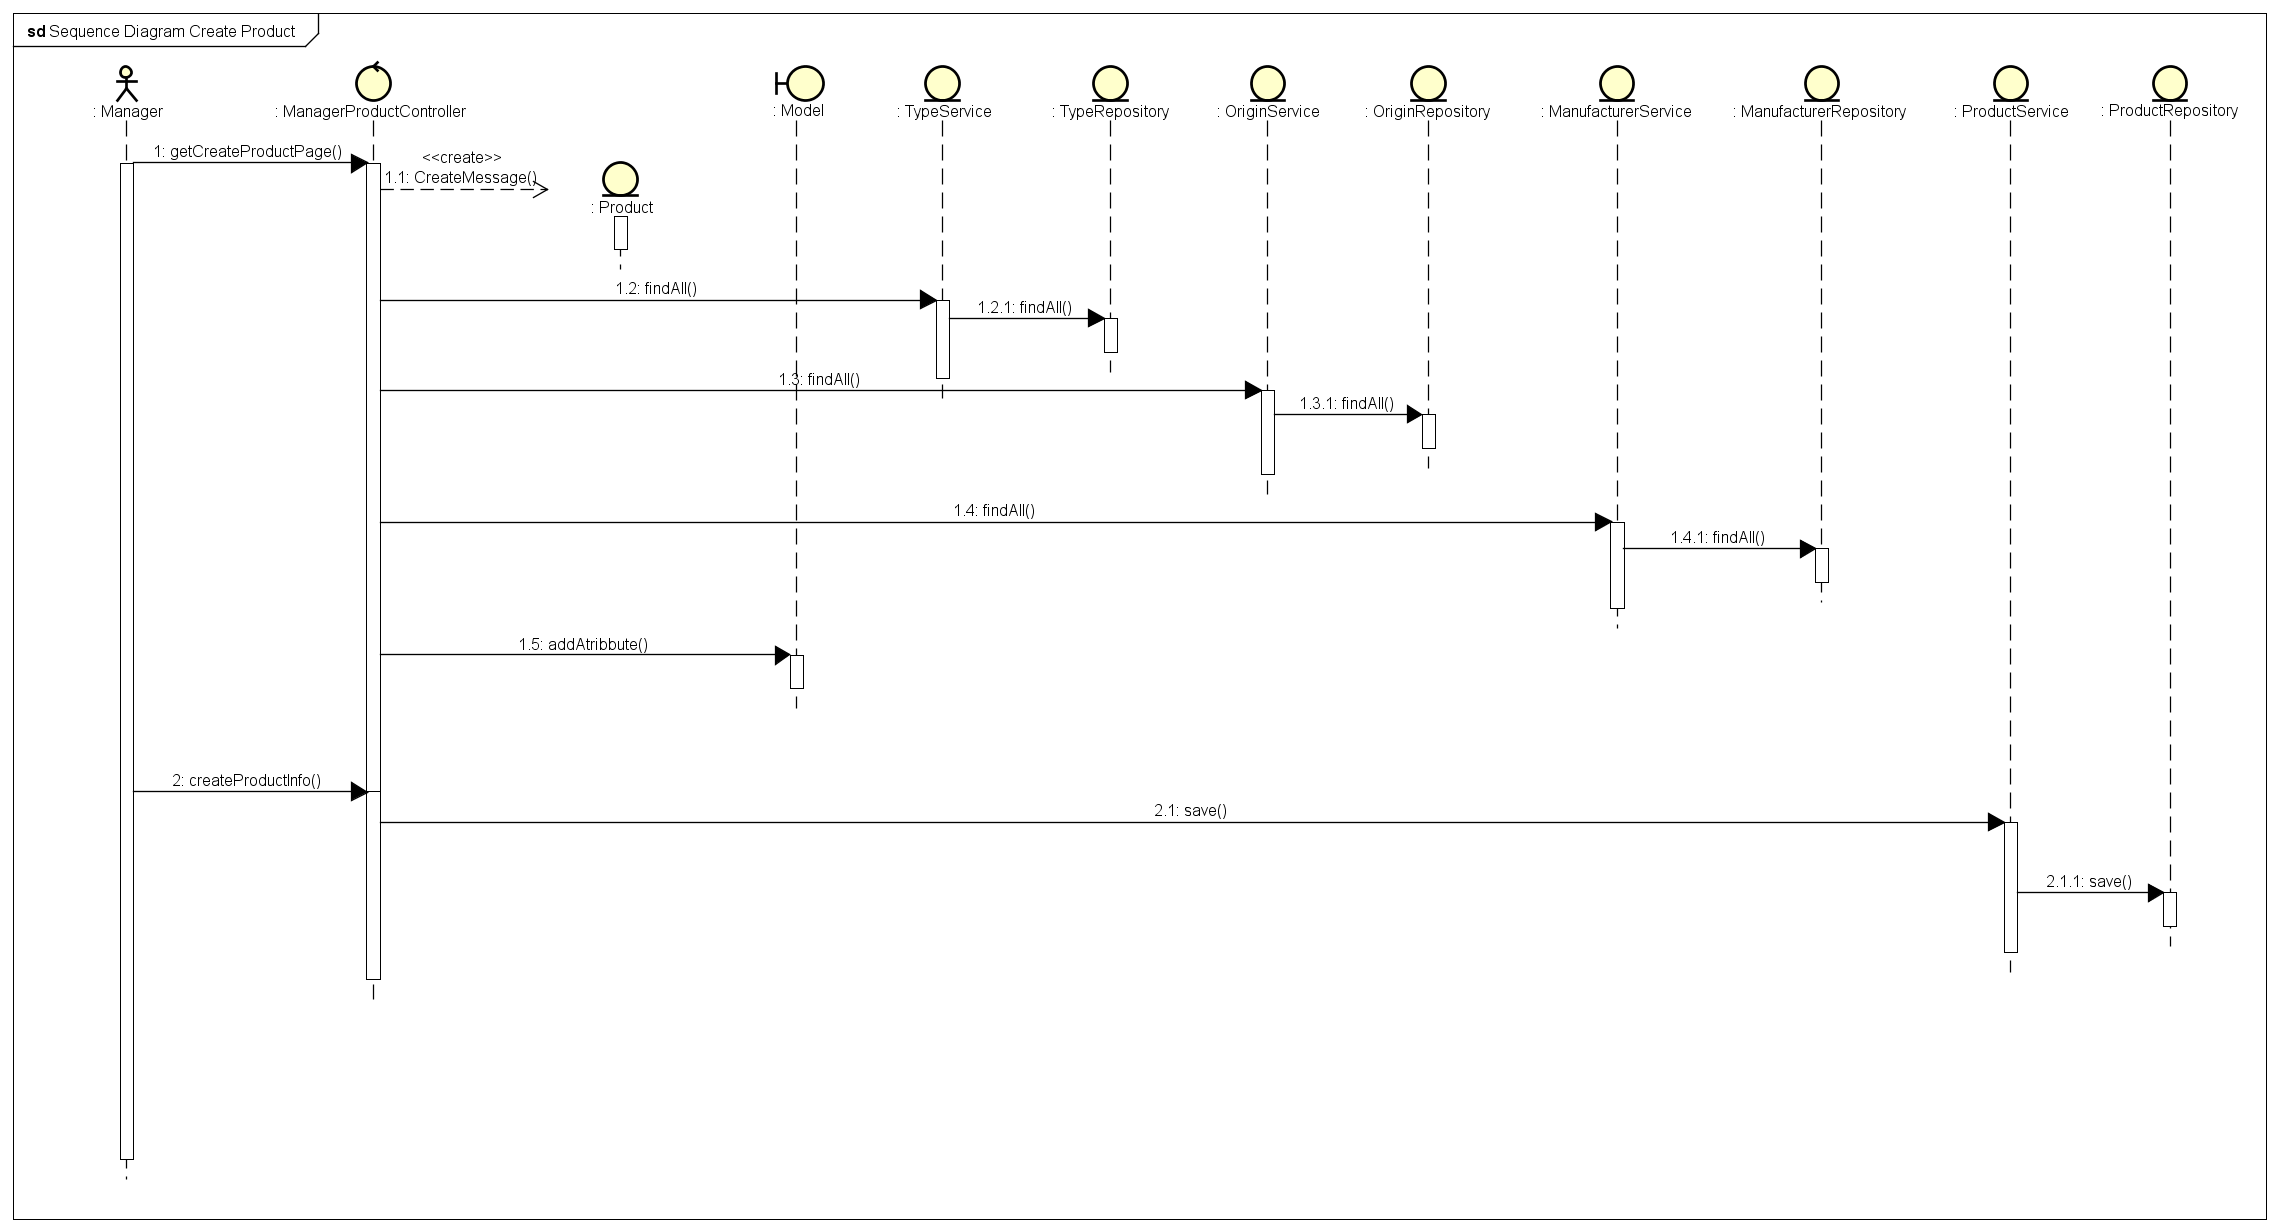 sd Sequence Diagram Create Product
: Manager
: ManagerProductController
: Model
: TypeService
: TypeRepository
: OriginService
: OriginRepository
: ManufacturerService
: ManufacturerRepository
: ProductService
: ProductRepository
1: getCreateProductPage()
<<create>>
1.1: CreateMessage()
: Product
1.2: findAll()
1.2.1: findAll()
1.3: findAll()
1.3.1: findAll()
1.4: findAll()
1.4.1: findAll()
1.5: addAtribbute()
2: createProductInfo()
2.1: save()
2.1.1: save()